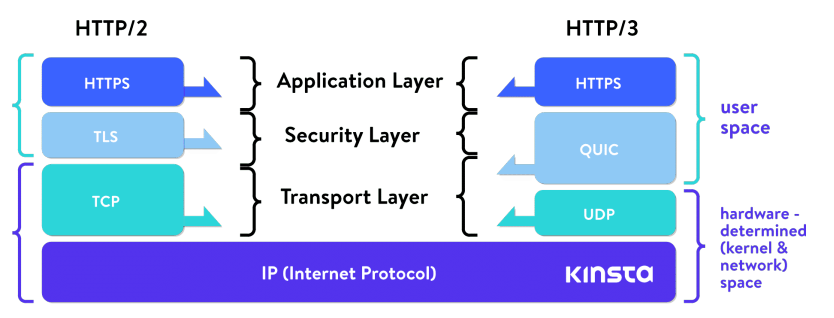 HTTP/2
HTTP/3
HTTPS
Application Layer
HTTPS
user
space
TLS
Security Layer
QUIC
TCP
Transport Layer
UDP
hardware -
determined
(kernel &
network)
space
IP (Internet Protocol)
KINSTA